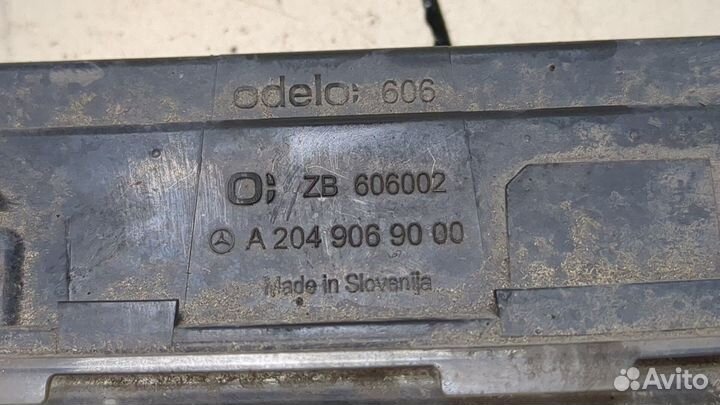 odelo; 606
o; ZB 606002
A 204 906 90 00
Made in Slovenija
Avito